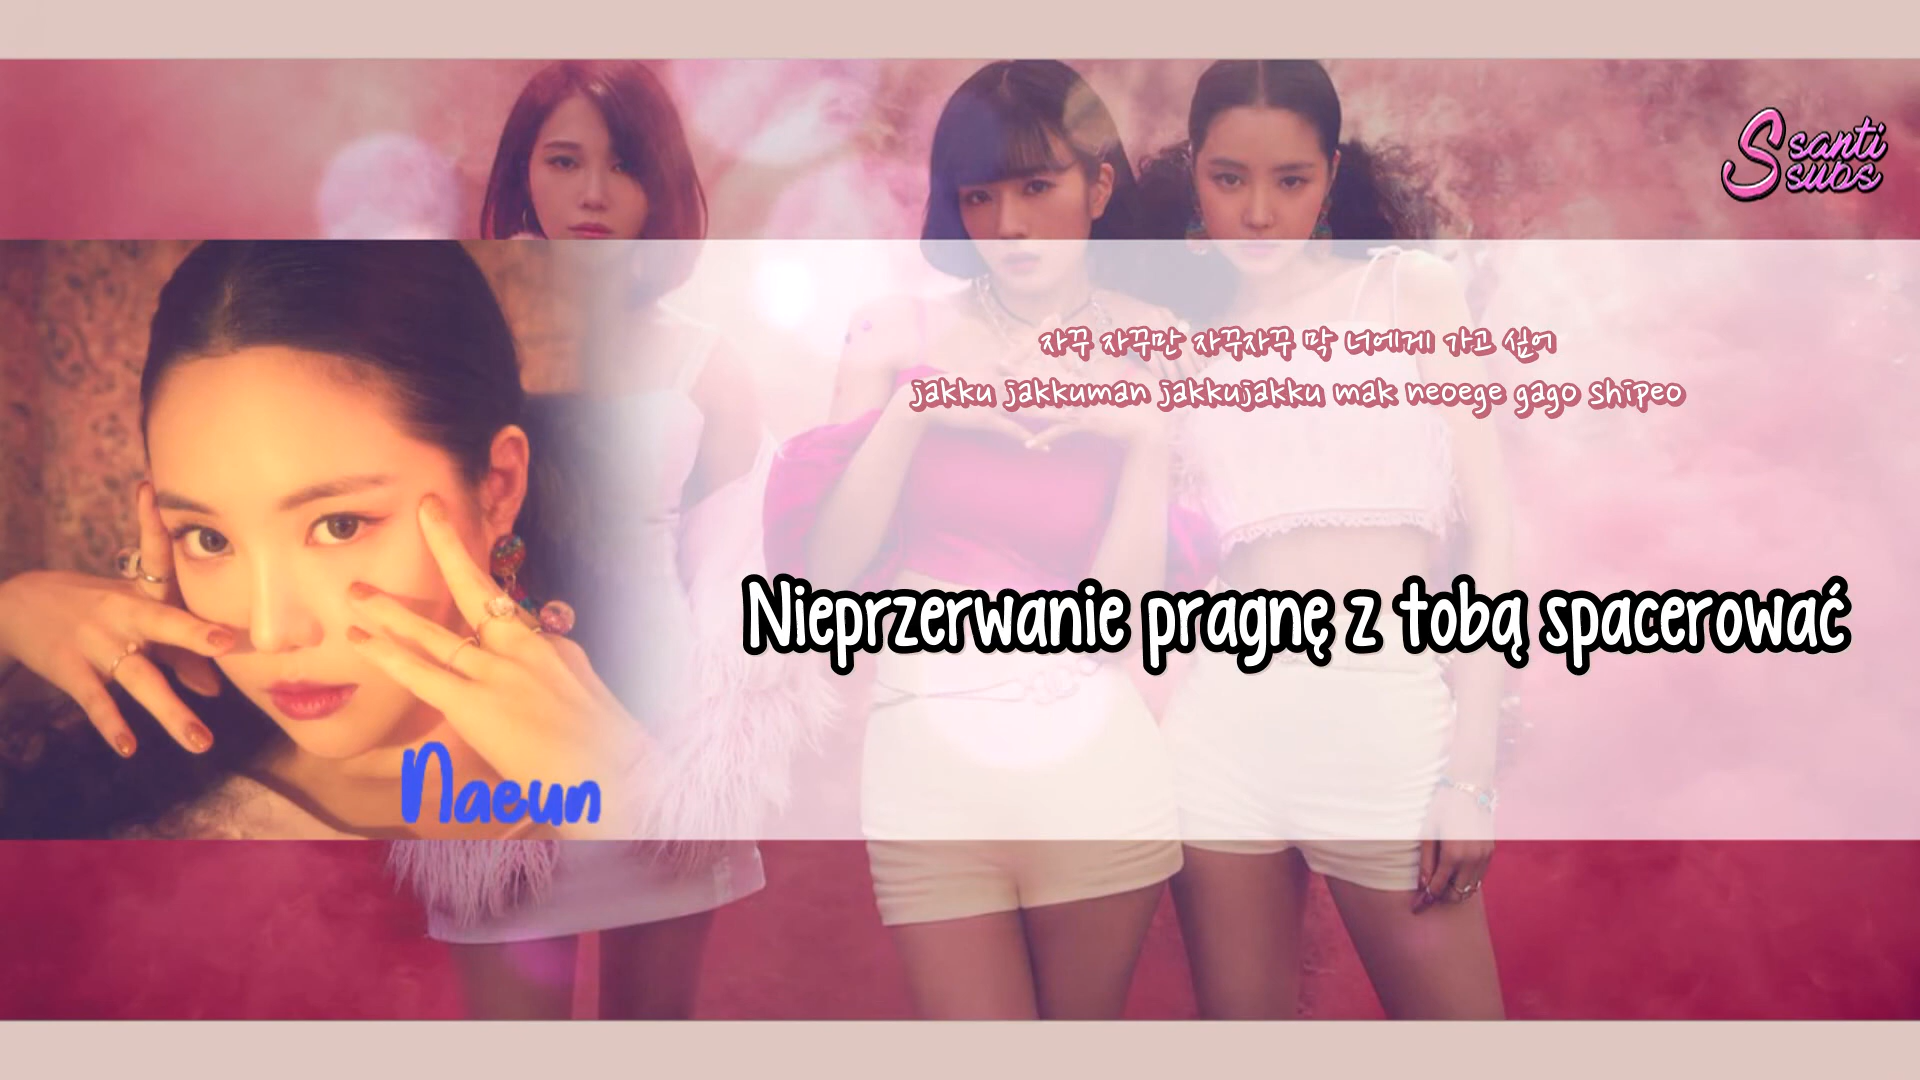 Ssanti
subs
자꾸 자꾸만 자꾸자꾸 막 너에게 가고 싶어
jakku jakkuman jakkujakku mak neoege gago shipeo
Nieprzerwanie pragnę z tobą spacerować
Naeun